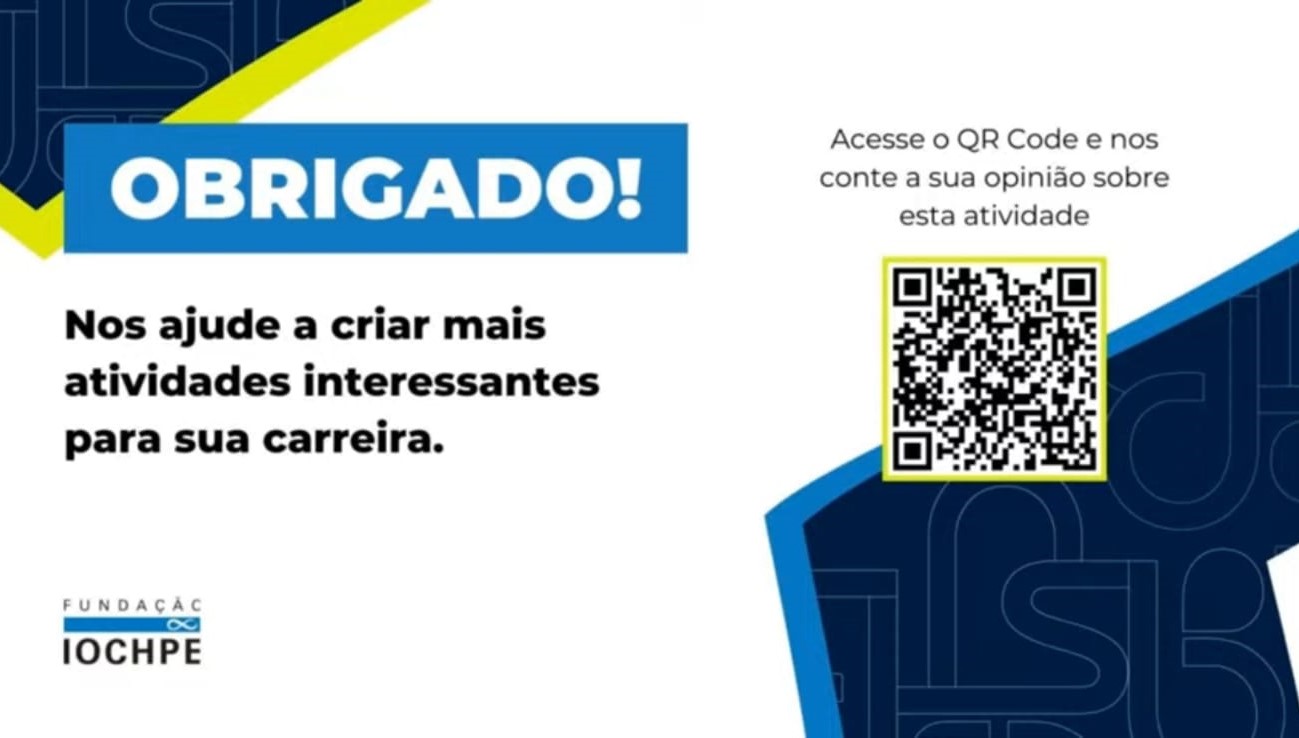 OBRIGADO!
Nos ajude a criar mais
atividades interessantes
para sua carreira.
Acesse o QR Code e nos
conte a sua opinião sobre
esta atividade
FUNDAÇÃO
IOCHPE